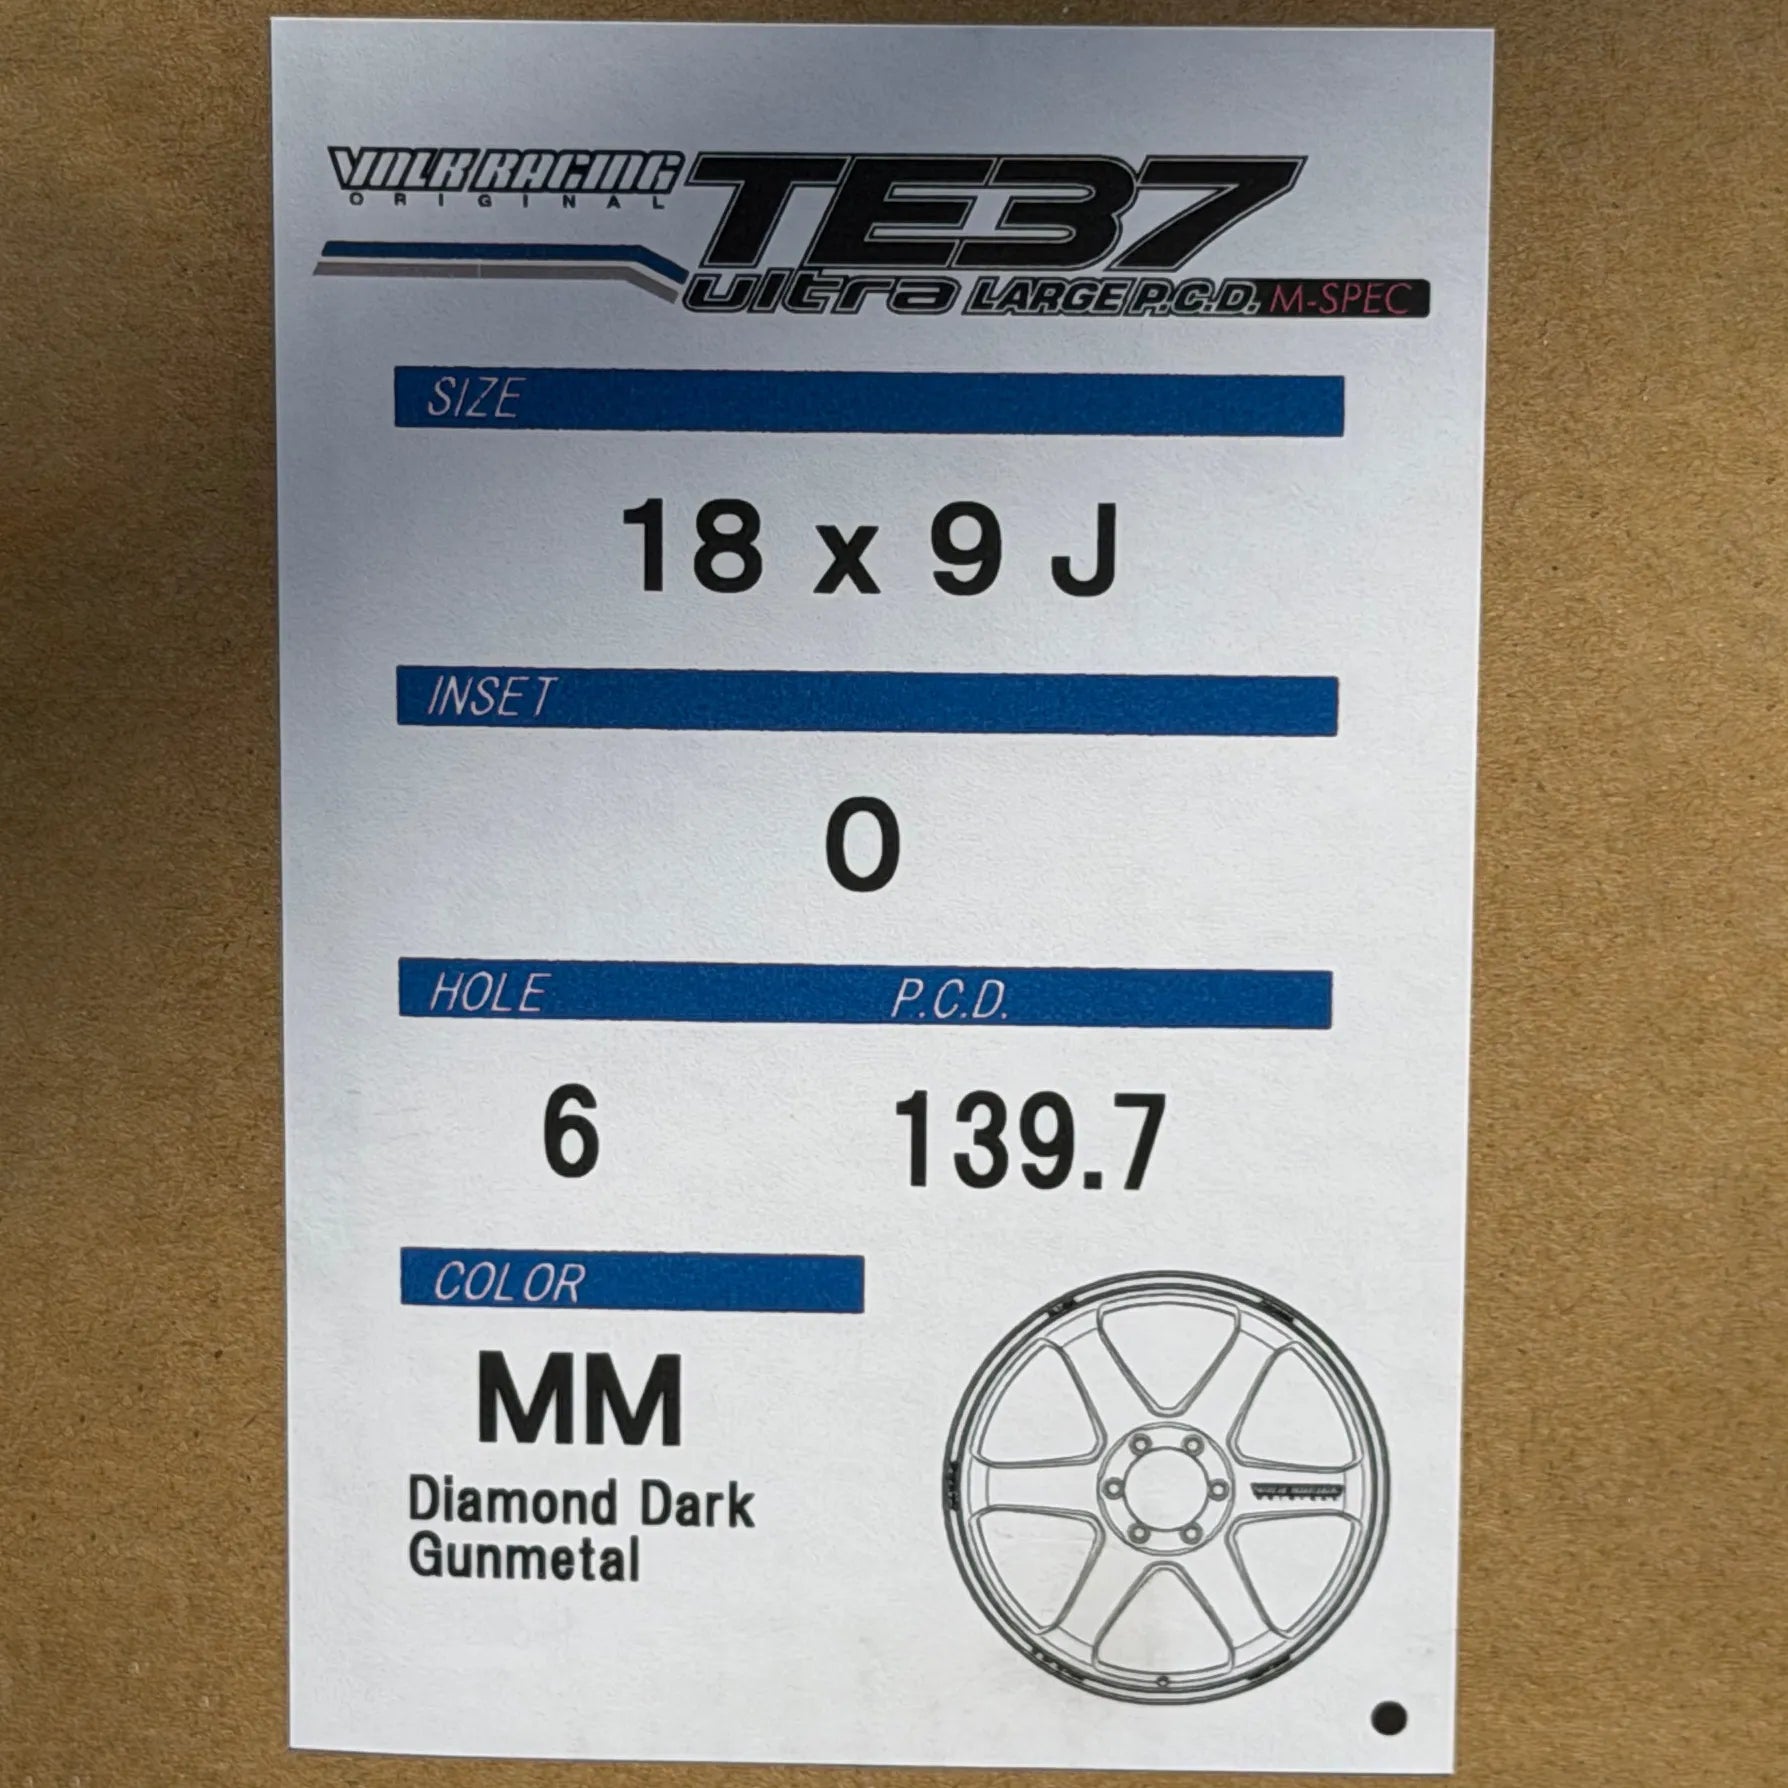 VOLK RACING
ORIGINAL
TE37
ultra LARGE P.C.D. M-SPEC
SIZE
18 x 9 J
INSET
0
HOLE P.C.D.
6 139.7
COLOR
MM
Diamond Dark
Gunmetal